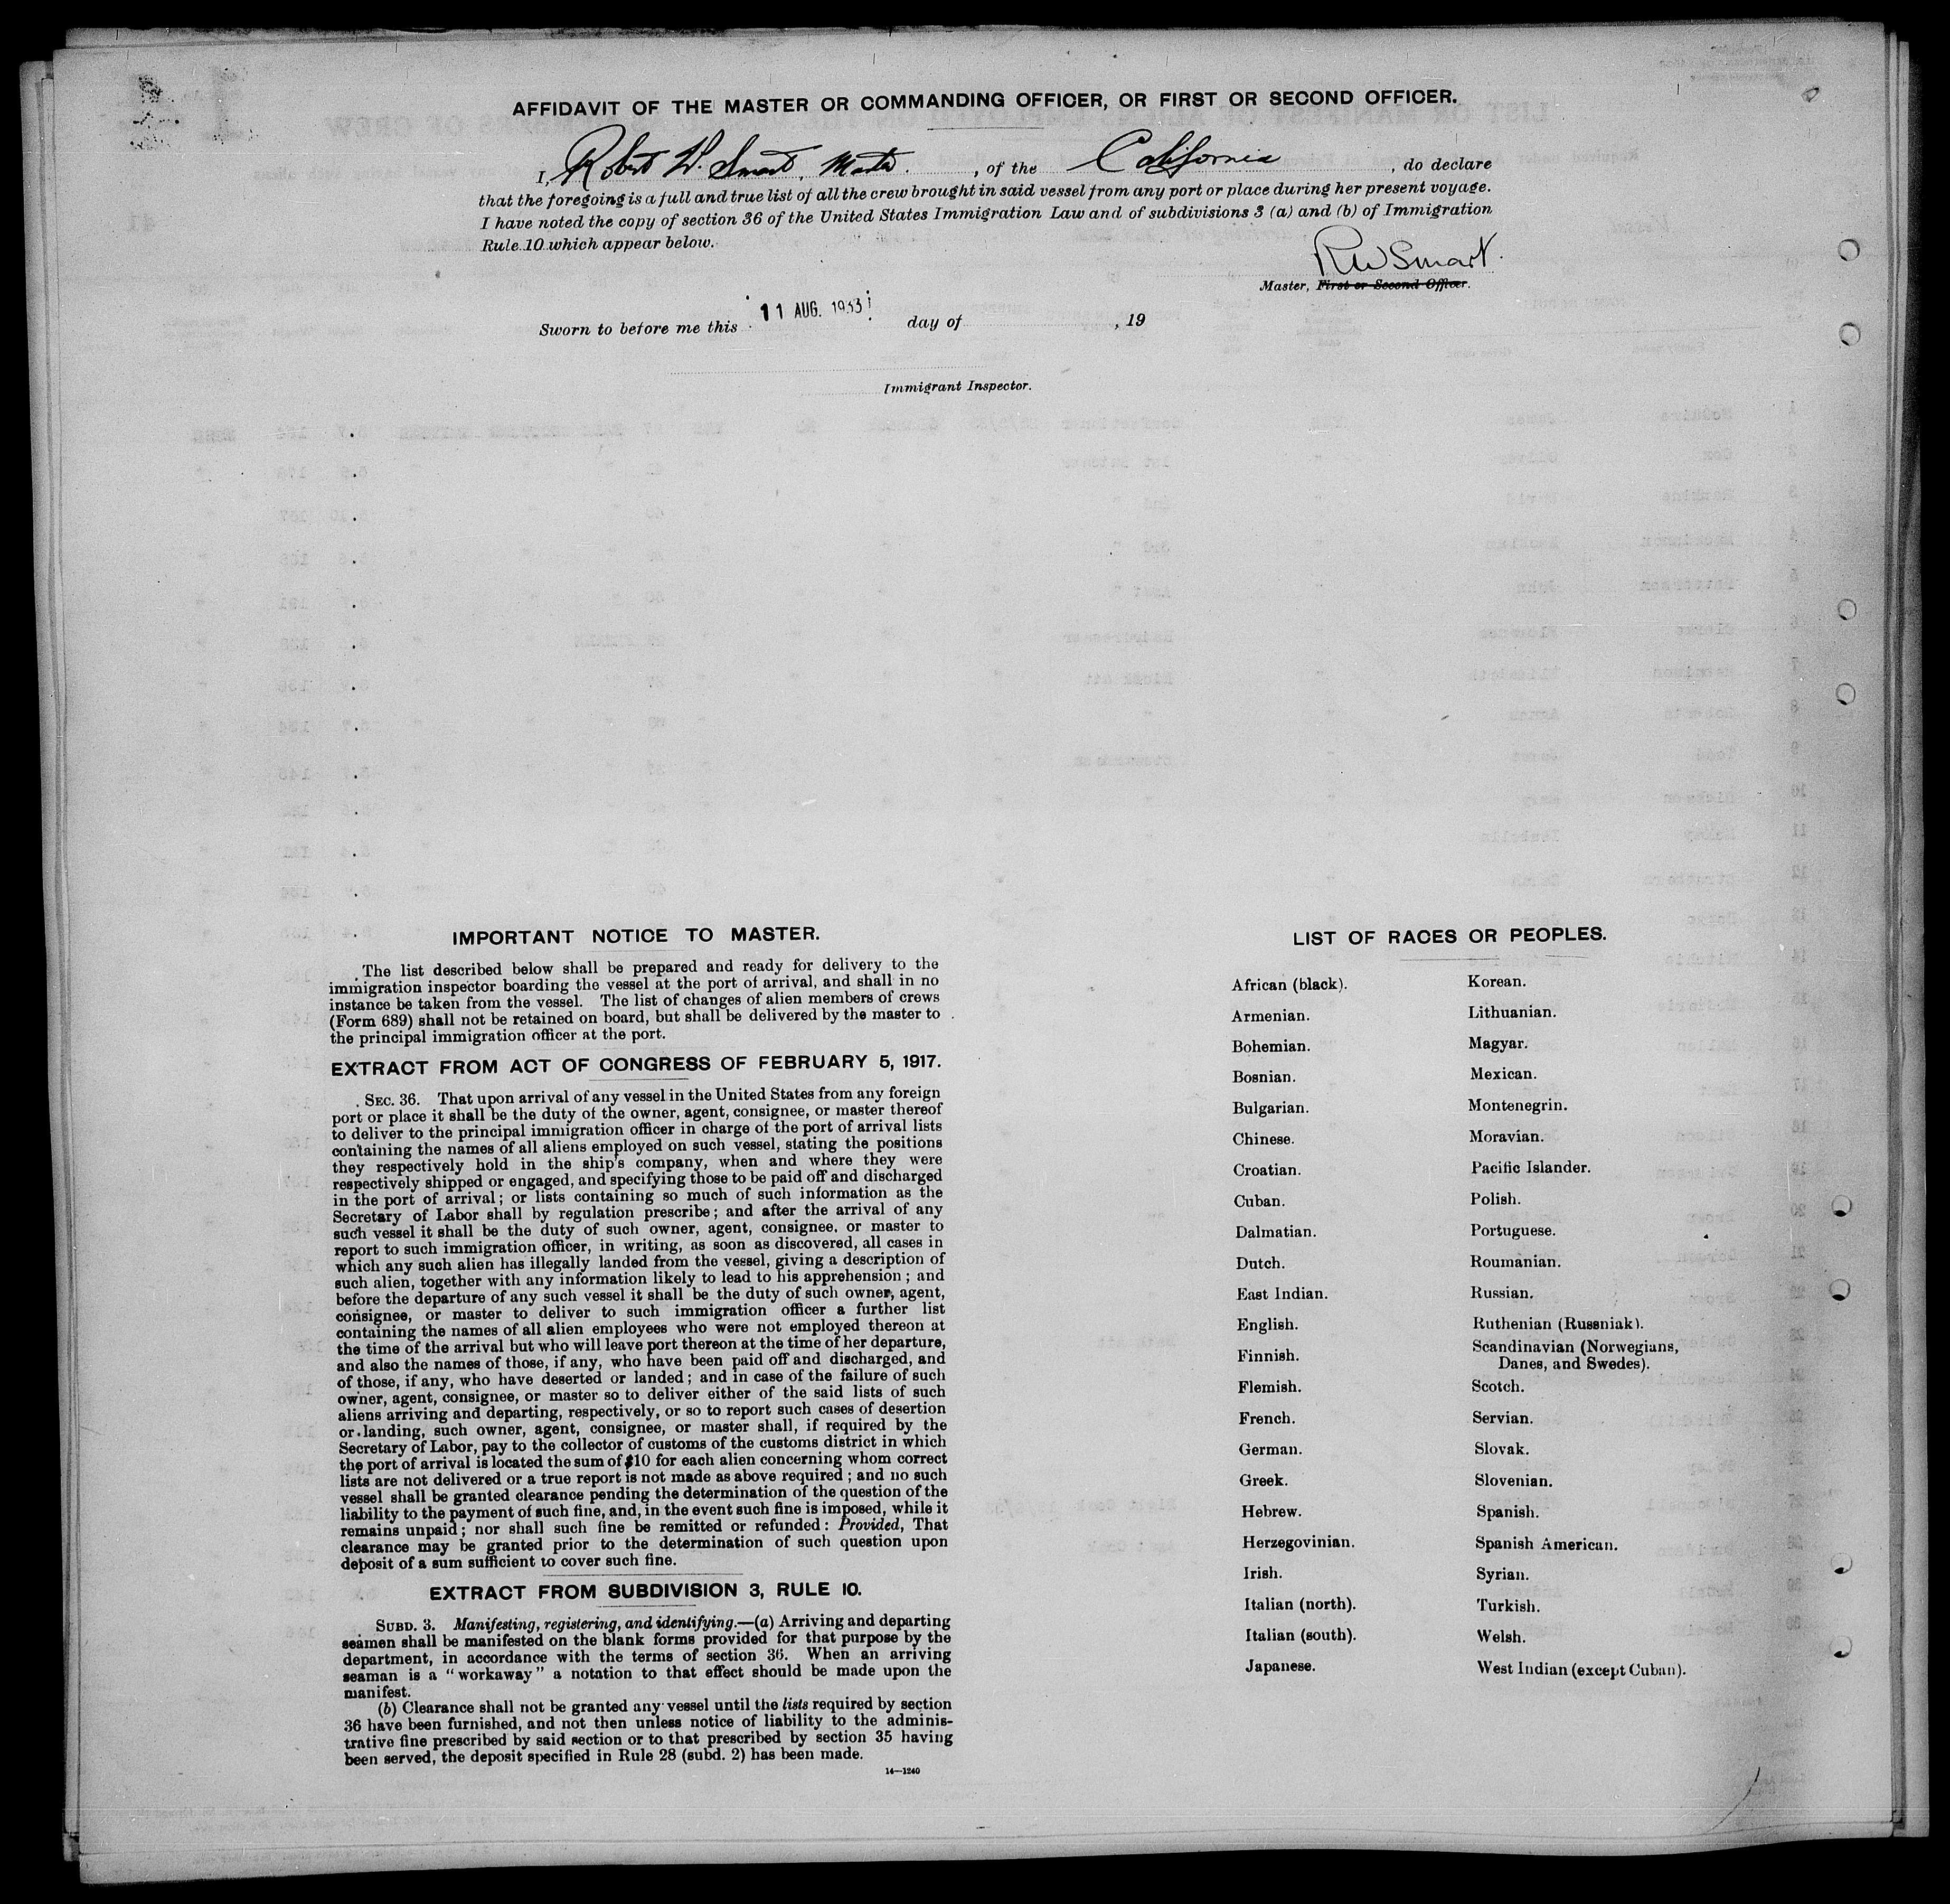 AFFIDAVIT OF THE MASTER OR COMMANDING OFFICER, OR FIRST OR SECOND OFFICER.
I, Robert W. Smart, Master. , of the California , do declare
that the foregoing is a full and true list of all the crew brought in said vessel from any port or place during her present voyage.
I have noted the copy of section 36 of the United States Immigration Law and of subdivisions 3 (a) and (b) of Immigration
Rule 10 which appear below.
RW Smart.
Master, First or Second Officer.
Sworn to before me this 11 AUG. 1933 day of , 19
Immigrant Inspector.
IMPORTANT NOTICE TO MASTER.
The list described below shall be prepared and ready for delivery to the
immigration inspector boarding the vessel at the port of arrival, and shall in no
instance be taken from the vessel. The list of changes of alien members of crews
(Form 689) shall not be retained on board, but shall be delivered by the master to
the principal immigration officer at the port.
EXTRACT FROM ACT OF CONGRESS OF FEBRUARY 5, 1917.
SEC. 36. That upon arrival of any vessel in the United States from any foreign
port or place it shall be the duty of the owner, agent, consignee, or master thereof
to deliver to the principal immigration officer in charge of the port of arrival lists
containing the names of all aliens employed on such vessel, stating the positions
they respectively hold in the ship's company, when and where they were
respectively shipped or engaged, and specifying those to be paid off and discharged
in the port of arrival; or lists containing so much of such information as the
Secretary of Labor shall by regulation prescribe; and after the arrival of any
such vessel it shall be the duty of such owner, agent, consignee, or master to
report to such immigration officer, in writing, as soon as discovered, all cases in
which any such alien has illegally landed from the vessel, giving a description of
such alien, together with any information likely to lead to his apprehension; and
before the departure of any such vessel it shall be the duty of such owner, agent,
consignee, or master to deliver to such immigration officer a further list
containing the names of all alien employees who were not employed thereon at
the time of the arrival but who will leave port thereon at the time of her departure,
and also the names of those, if any, who have been paid off and discharged, and
of those, if any, who have deserted or landed; and in case of the failure of such
owner, agent, consignee, or master so to deliver either of the said lists of such
aliens arriving and departing, respectively, or so to report such cases of desertion
or landing, such owner, agent, consignee, or master shall, if required by the
Secretary of Labor, pay to the collector of customs of the customs district in which
the port of arrival is located the sum of $10 for each alien concerning whom correct
lists are not delivered or a true report is not made as above required; and no such
vessel shall be granted clearance pending the determination of the question of the
liability to the payment of such fine, and, in the event such fine is imposed, while it
remains unpaid; nor shall such fine be remitted or refunded: Provided, That
clearance may be granted prior to the determination of such question upon
deposit of a sum sufficient to cover such fine.
EXTRACT FROM SUBDIVISION 3, RULE 10.
SUBD. 3. Manifesting, registering, and identifying.—(a) Arriving and departing
seamen shall be manifested on the blank forms provided for that purpose by the
department, in accordance with the terms of section 36. When an arriving
seaman is a "workaway" a notation to that effect should be made upon the
manifest.
(b) Clearance shall not be granted any vessel until the lists required by section
36 have been furnished, and not then unless notice of liability to the adminis-
trative fine prescribed by said section or to that prescribed by section 35 having
been served, the deposit specified in Rule 28 (subd. 2) has been made.
14—1240
LIST OF RACES OR PEOPLES.
African (black).
Armenian.
Bohemian.
Bosnian.
Bulgarian.
Chinese.
Croatian.
Cuban.
Dalmatian.
Dutch.
East Indian.
English.
Finnish.
Flemish.
French.
German.
Greek.
Hebrew.
Herzegovinian.
Irish.
Italian (north).
Italian (south).
Japanese.
Korean.
Lithuanian.
Magyar.
Mexican.
Montenegrin.
Moravian.
Pacific Islander.
Polish.
Portuguese.
Roumanian.
Russian.
Ruthenian (Russniak).
Scandinavian (Norwegians,
Danes, and Swedes).
Scotch.
Servian.
Slovak.
Slovenian.
Spanish.
Spanish American.
Syrian.
Turkish.
Welsh.
West Indian (except Cuban).